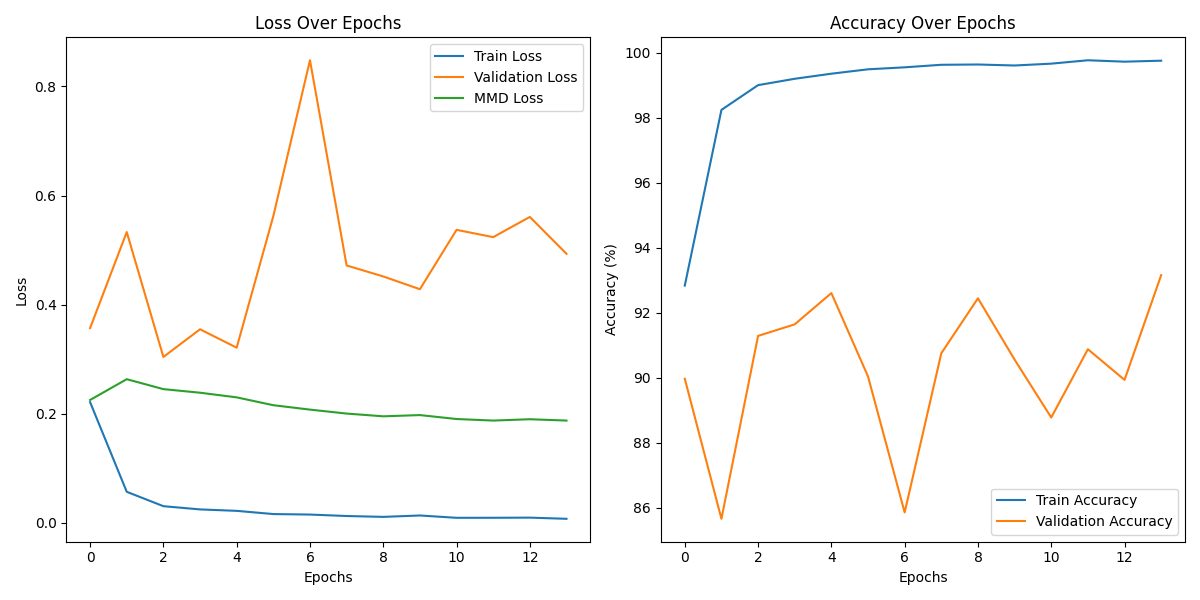 Loss Over Epochs
Train Loss
Validation Loss
MMD Loss
Loss
0.8
0.6
0.4
0.2
0.0
0 2 4 6 8 10 12
Epochs
Accuracy Over Epochs
Accuracy (%)
100
98
96
94
92
90
88
86
Train Accuracy
Validation Accuracy
0 2 4 6 8 10 12
Epochs